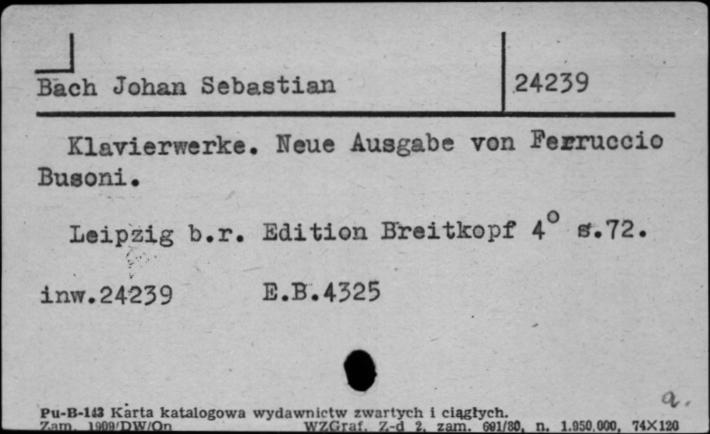 Bach Johan Sebastian 24239
Klavierwerke. Neue Ausgabe von Ferruccio
Busoni.
Leipzig b.r. Edition Breitkopf 4° s.72.
inw.24239 E.B.4325
a.
Pu-B-143 Karta katalogowa wydawnictw zwartych i ciągłych.
Zam. 1909/DW/On WZGraf. Z-d 2, zam. 691/80, n. 1.950.000, 74X120